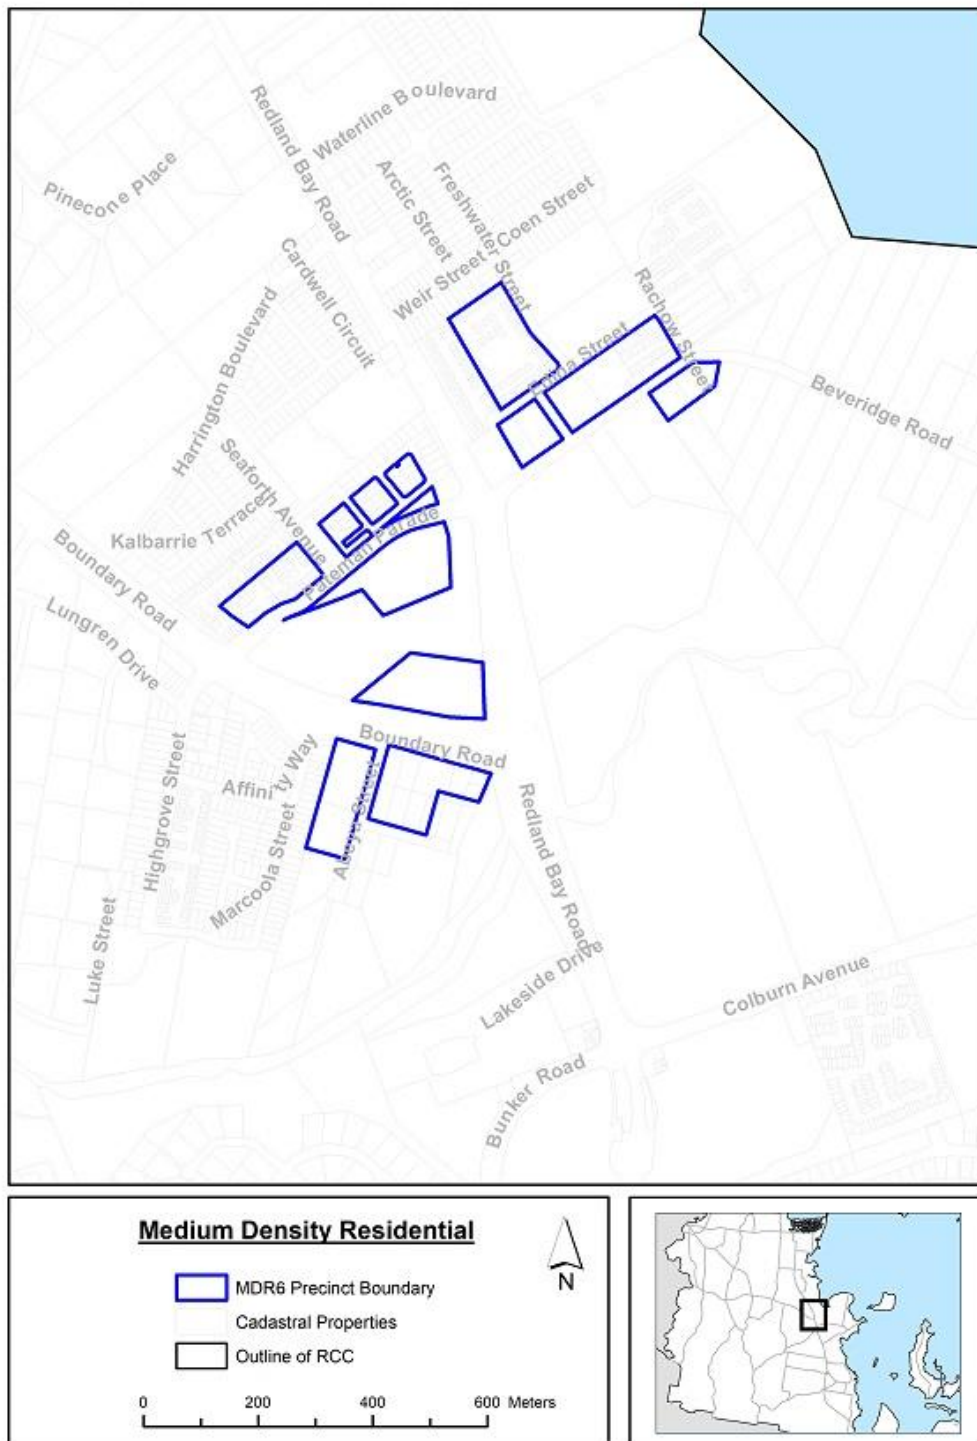 Redland Bay Road
Waterline Boulevard
Pinecone Place
Arctic Street
Freshwater Street
Coen Street
Weir Street
Cardwell Circuit
Rachow Street
Harrington Boulevard
Street
Beveridge Road
Seaforth Avenue
Kalbarrie Terrace
Pateman Parade
Boundary Road
Lungren Drive
Boundary Road
Affinity Way
Highgrove Street
Marcoola Street
Street
Redland Bay Road
Luke Street
Lakeside Drive
Colburn Avenue
Bunker Road
Medium Density Residential
MDR6 Precinct Boundary
Cadastral Properties
Outline of RCC
N
0 200 400 600 Meters